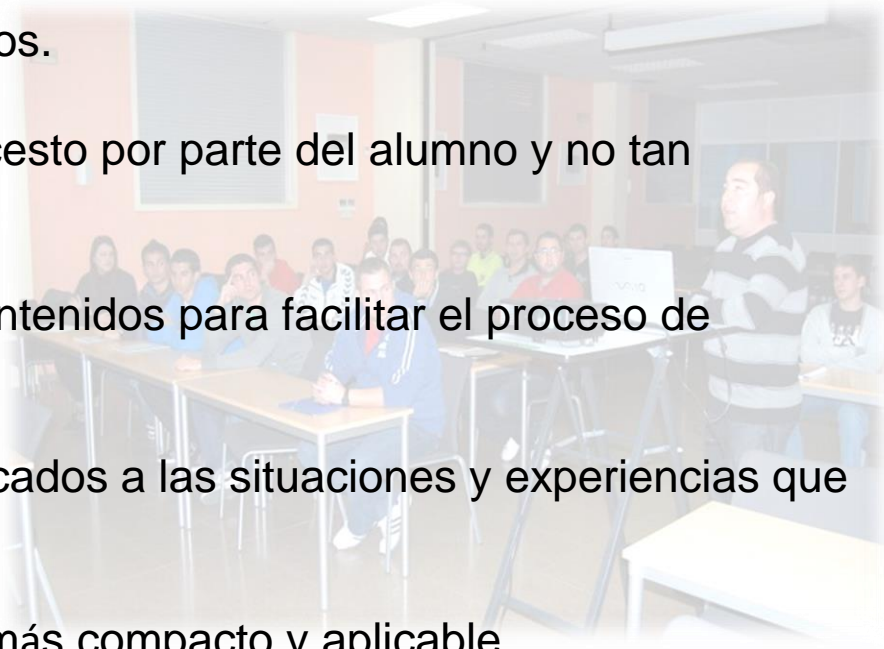 os.
cesto por parte del alumno y no tan
ntenidos para facilitar el proceso de
cados a las situaciones y experiencias que
más compacto y aplicable